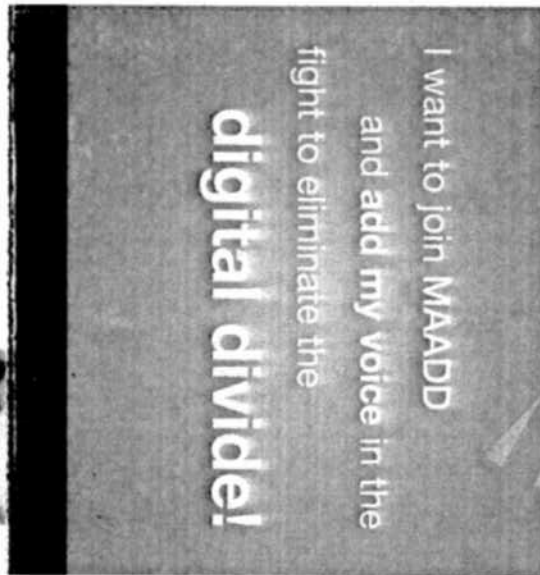 I want to join MAADD
and add my voice in the
fight to eliminate the
digital divide!